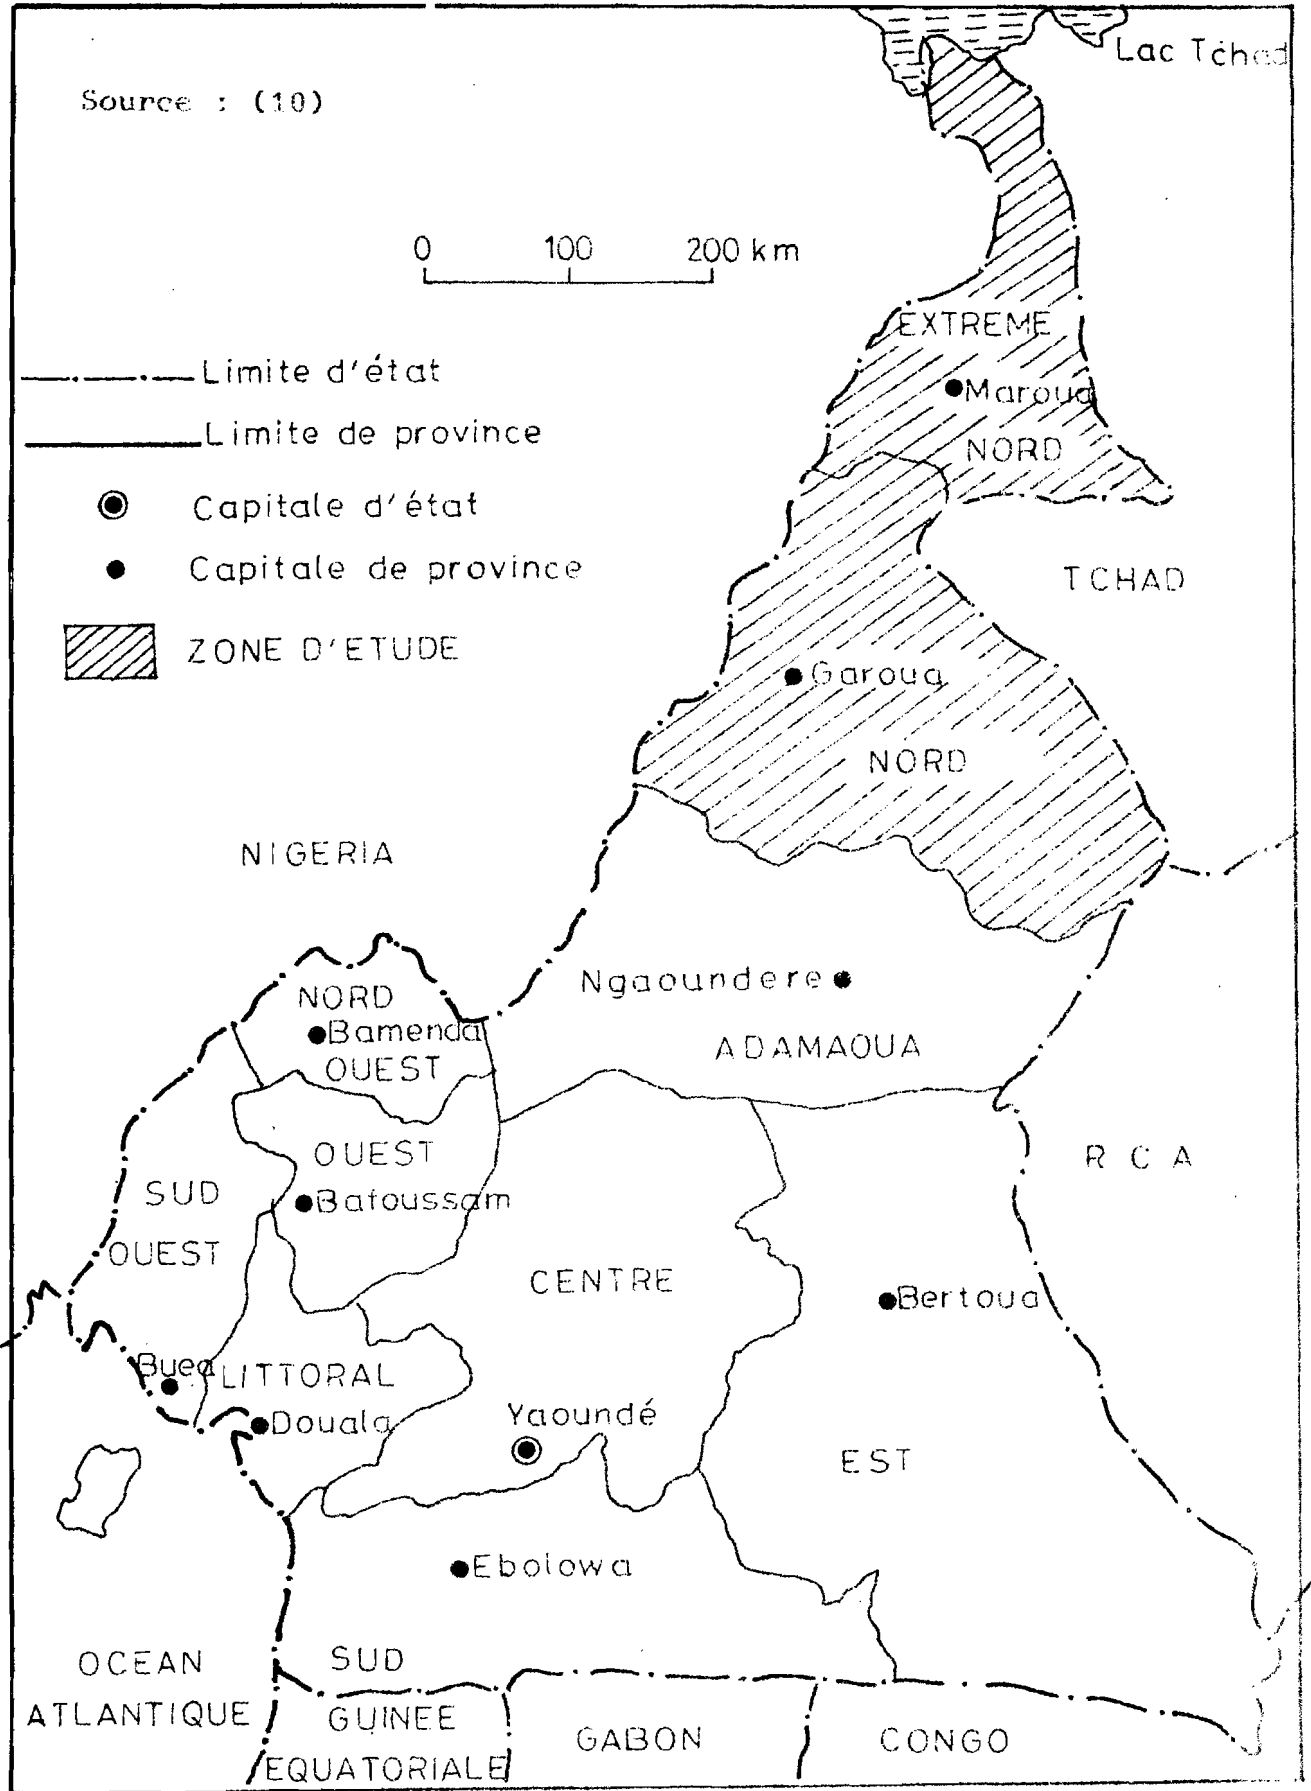 Lac Tchad
Source : (10)
0 100 200 km
Limite d'état
Limite de province
Capitale d'état
Capitale de province
ZONE D'ETUDE
EXTREME
Maroua
NORD
TCHAD
Garoua
NORD
NIGERIA
Ngaoundere
ADAMAOUA
NORD
Bamenda
OUEST
OUEST
Bafoussam
SUD
OUEST
R C A
CENTRE
Bertoua
Buea
LITTORAL
Douala
Yaoundé
EST
Ebolowa
SUD
OCEAN
ATLANTIQUE
GUINEE
EQUATORIALE
GABON
CONGO